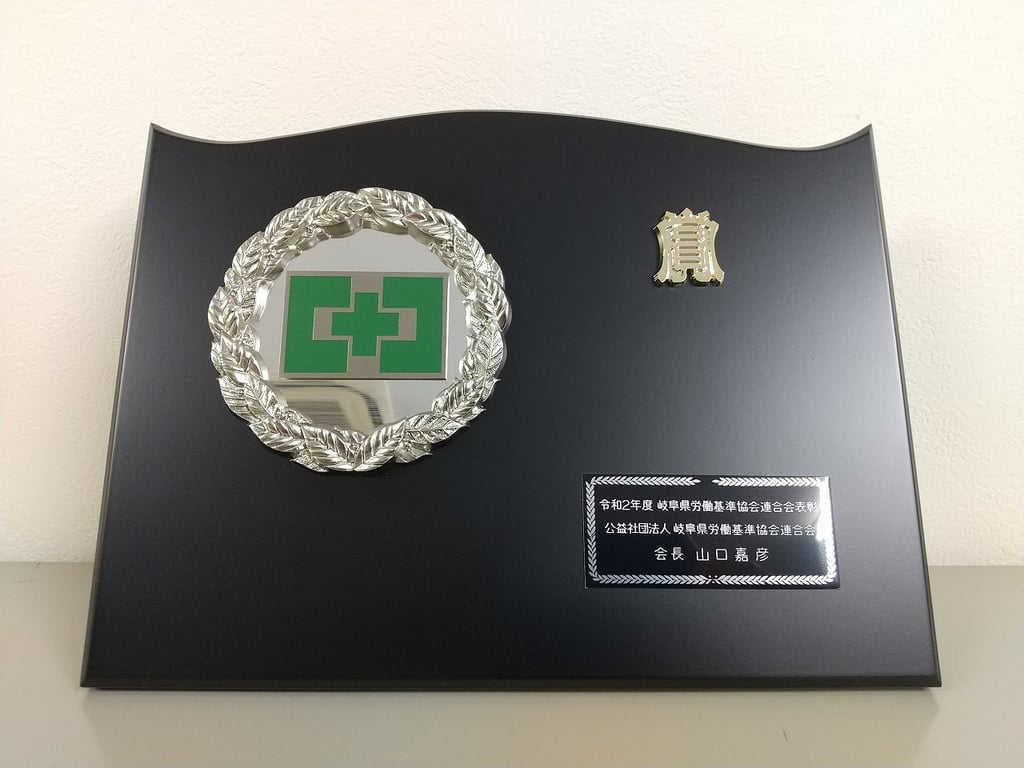 賞
令和2年度 岐阜県労働基準協会連合会表彰
公益社団法人 岐阜県労働基準協会連合会
会長 山口嘉彦